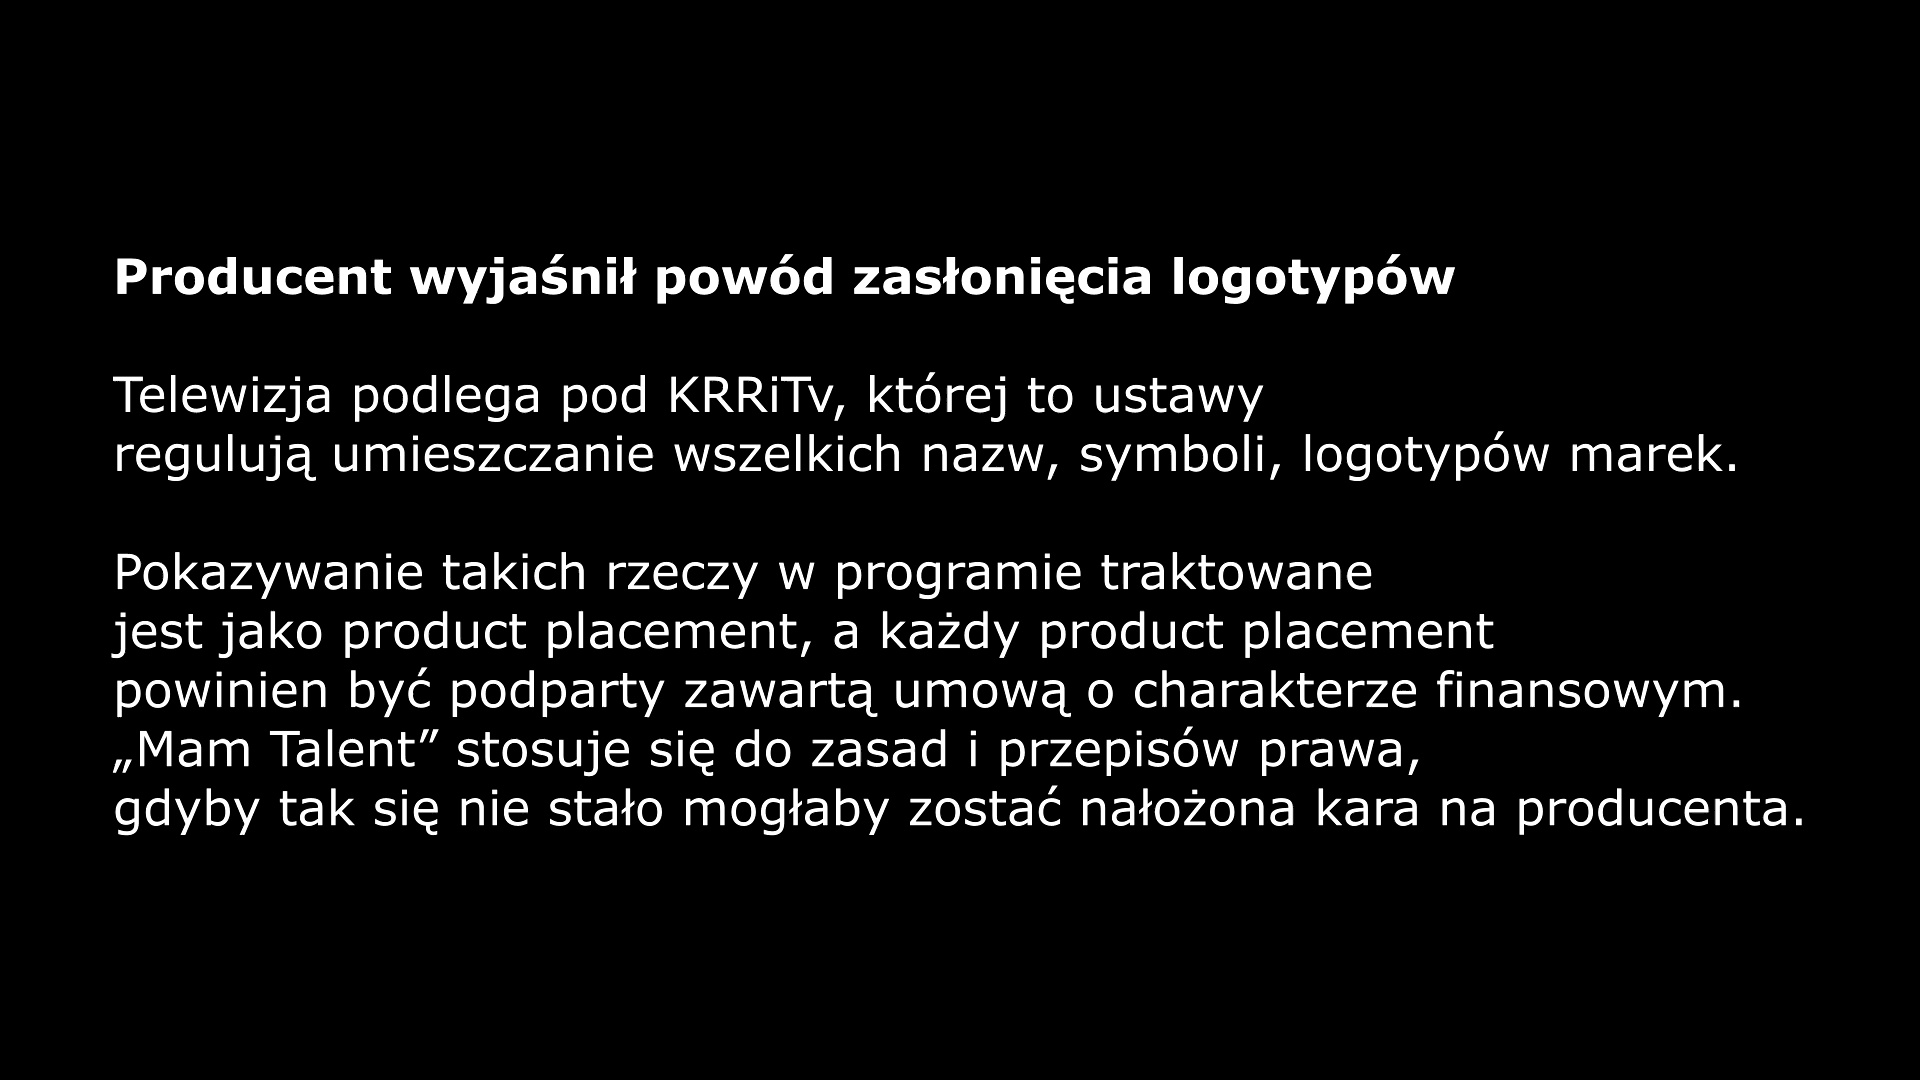 Producent wyjaśnił powód zasłonięcia logotypów
Telewizja podlega pod KRRiTv, której to ustawy
regulują umieszczanie wszelkich nazw, symboli, logotypów marek.
Pokazywanie takich rzeczy w programie traktowane
jest jako product placement, a każdy product placement
powinien być podparty zawartą umową o charakterze finansowym.
„Mam Talent” stosuje się do zasad i przepisów prawa,
gdyby tak się nie stało mogłaby zostać nałożona kara na producenta.